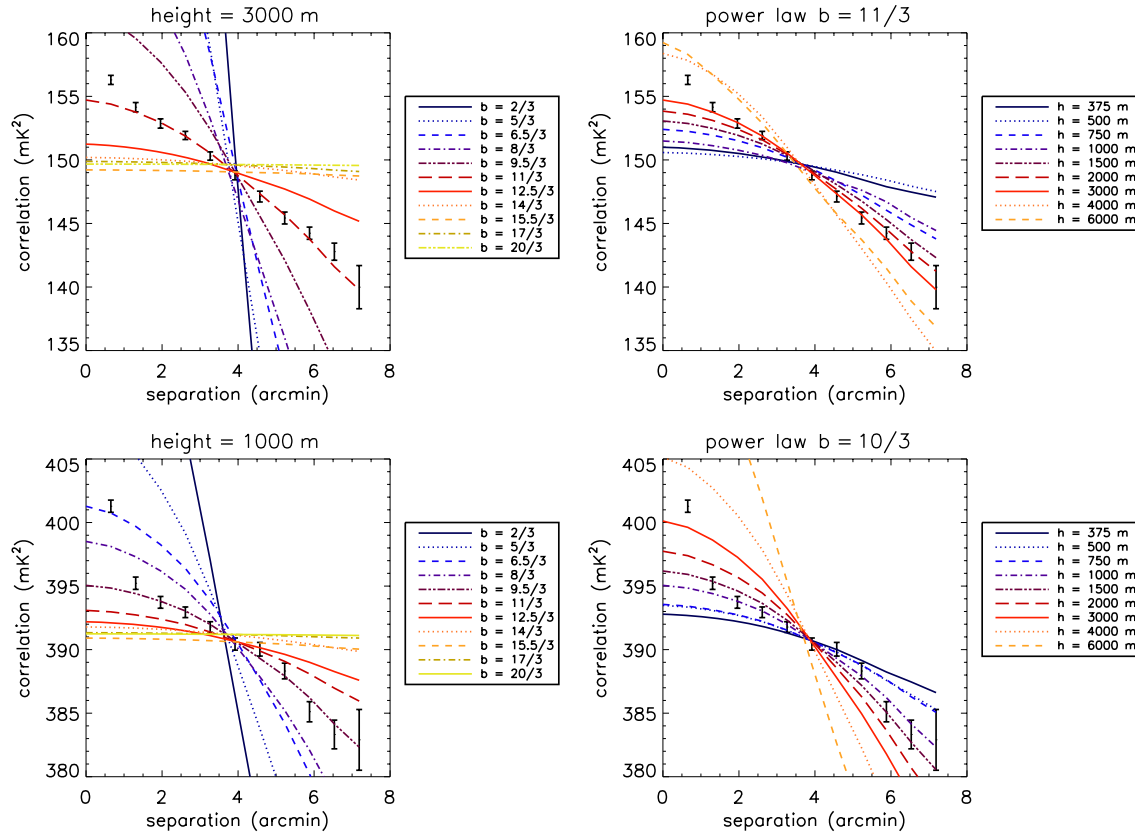 height = 3000 m
160
155
150
145
140
135
correlation (mK²)
0 2 4 6 8
separation (arcmin)
b = 2/3
b = 5/3
b = 6.5/3
b = 8/3
b = 9.5/3
b = 11/3
b = 12.5/3
b = 14/3
b = 15.5/3
b = 17/3
b = 20/3
power law b = 11/3
160
155
150
145
140
135
correlation (mK²)
0 2 4 6 8
separation (arcmin)
h = 375 m
h = 500 m
h = 750 m
h = 1000 m
h = 1500 m
h = 2000 m
h = 3000 m
h = 4000 m
h = 6000 m
height = 1000 m
405
400
395
390
385
380
correlation (mK²)
0 2 4 6 8
separation (arcmin)
b = 2/3
b = 5/3
b = 6.5/3
b = 8/3
b = 9.5/3
b = 11/3
b = 12.5/3
b = 14/3
b = 15.5/3
b = 17/3
b = 20/3
power law b = 10/3
405
400
395
390
385
380
correlation (mK²)
0 2 4 6 8
separation (arcmin)
h = 375 m
h = 500 m
h = 750 m
h = 1000 m
h = 1500 m
h = 2000 m
h = 3000 m
h = 4000 m
h = 6000 m